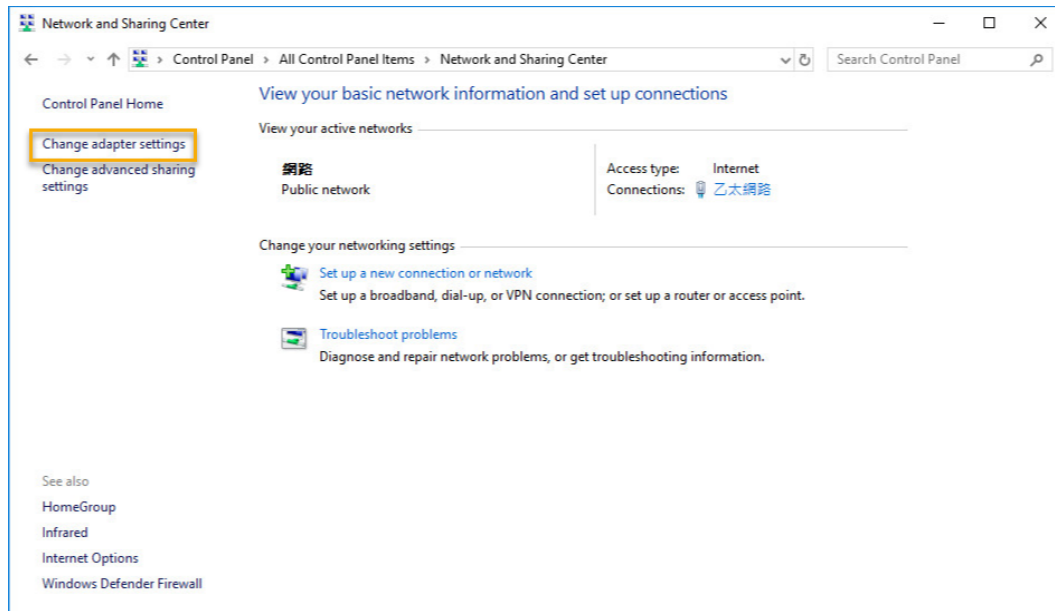 Network and Sharing Center
Control Panel > All Control Panel Items > Network and Sharing Center
Search Control Panel
Control Panel Home
Change adapter settings
Change advanced sharing
settings
View your basic network information and set up connections
View your active networks
網路
Public network
Access type: Internet
Connections: 乙太網路
Change your networking settings
Set up a new connection or network
Set up a broadband, dial-up, or VPN connection; or set up a router or access point.
Troubleshoot problems
Diagnose and repair network problems, or get troubleshooting information.
See also
HomeGroup
Infrared
Internet Options
Windows Defender Firewall